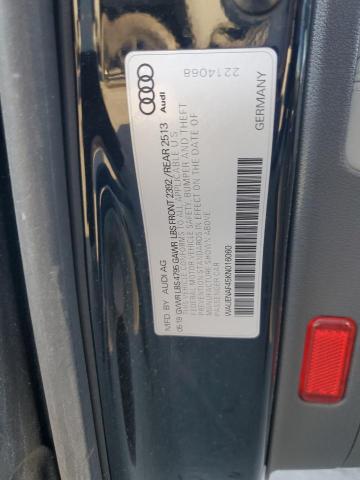 Audi
2214068
GERMANY
MFD BY AUDI AG
05-19 GVWR LBS 4795 GAWR LBS FRONT 2392 / REAR 2513
THIS VEHICLE CONFORMS TO ALL APPLICABLE U.S.
FEDERAL MOTOR VEHICLE SAFETY, BUMPER AND THEFT
PREVENTION STANDARDS IN EFFECT ON THE DATE OF
MANUFACTURE SHOWN ABOVE
PASSENGER CAR
WAUENAF45KN016060